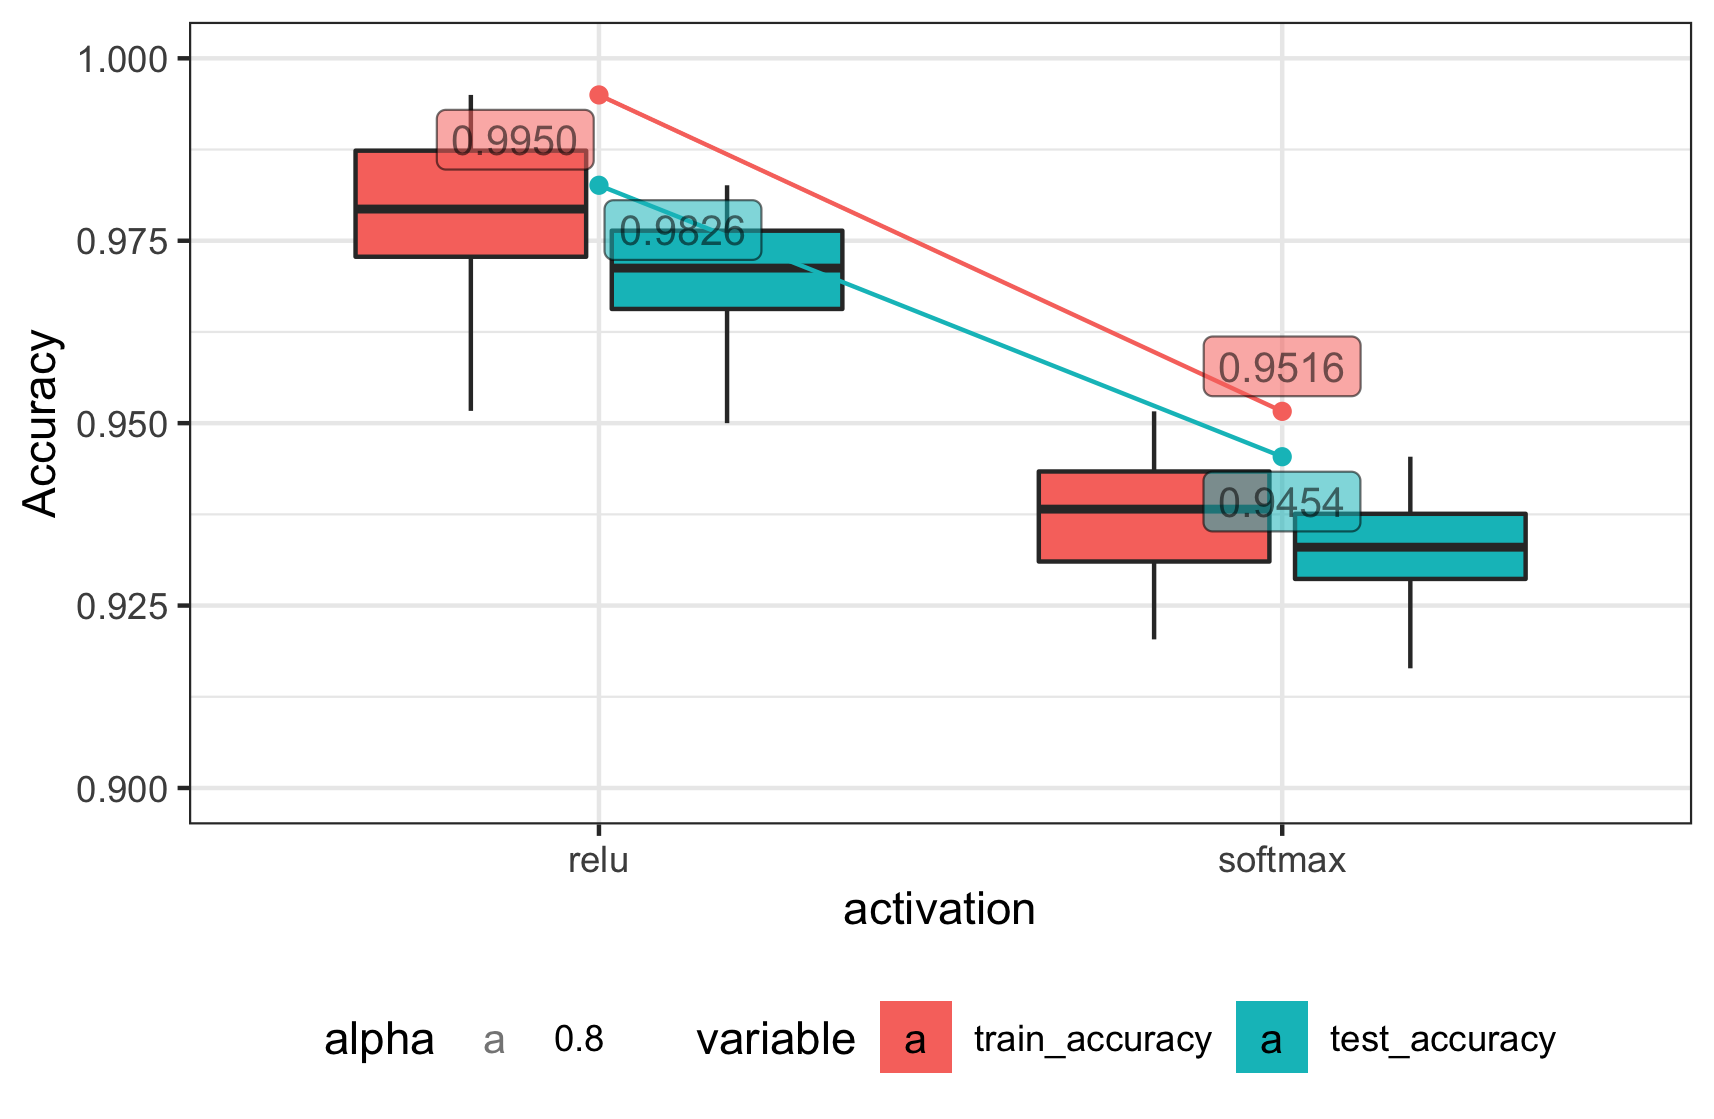 1.000
0.9950
0.9826
0.975
0.9516
0.950
0.9454
0.925
0.900
Accuracy
relu softmax
activation
alpha a 0.8 variable a train_accuracy a test_accuracy